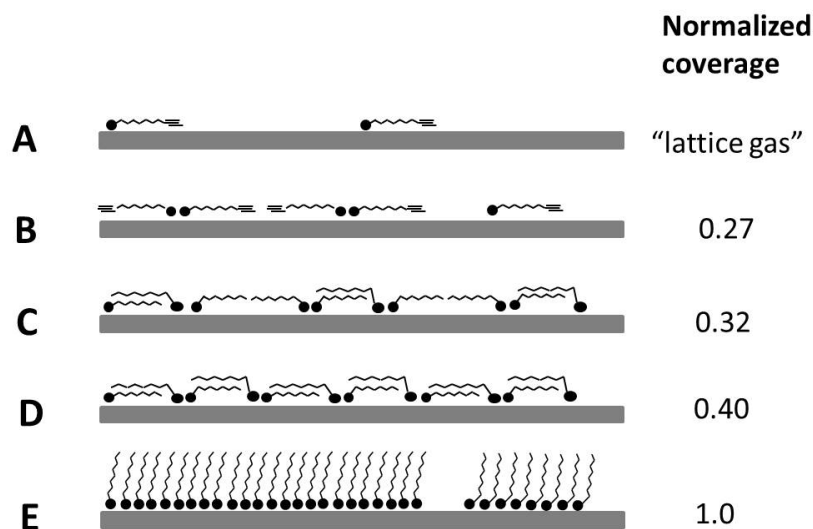 Normalized
coverage
A
“lattice gas”
B
0.27
C
0.32
D
0.40
E
1.0